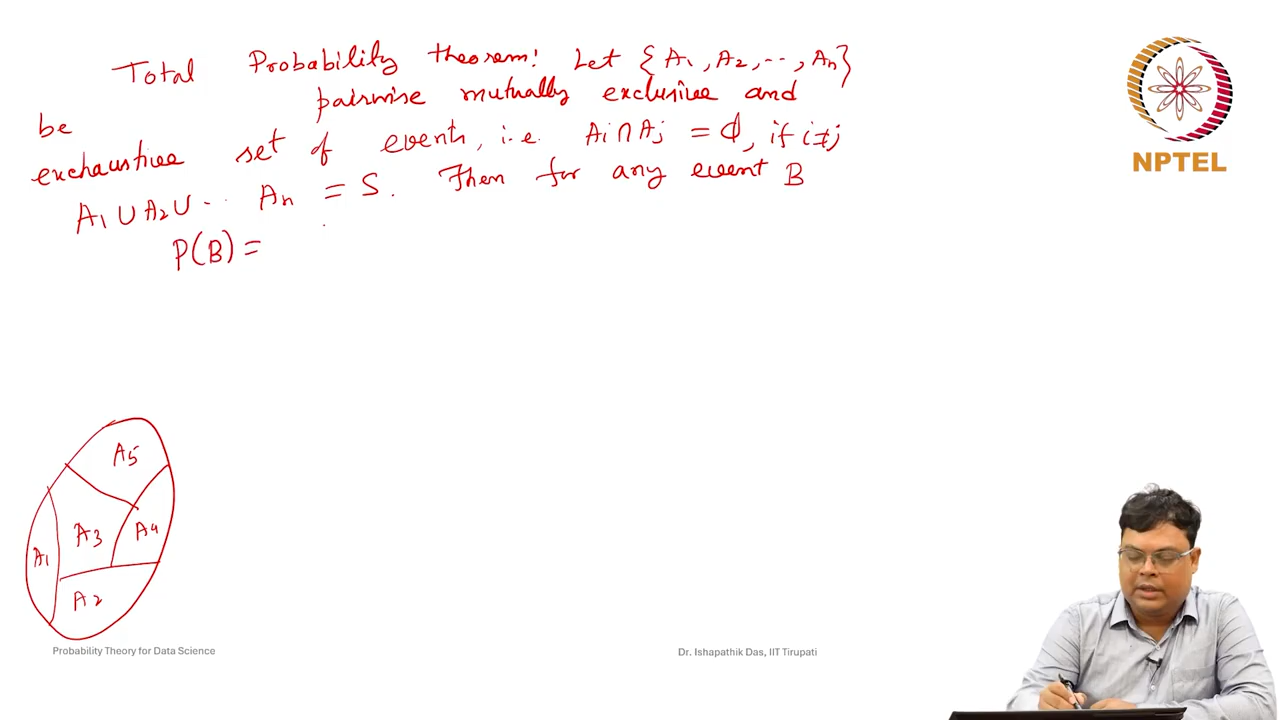 Total Probability theorem: Let {A1, A2, ..., An}
be pairwise mutually exclusive and
exhaustive set of events, i.e. Ai ∩ Aj = ϕ, if i≠j
A1 ∪ A2 ∪ ... An = S. Then for any event B
P(B) =
NPTEL
A5
A3
A4
A1
A2
Probability Theory for Data Science
Dr. Ishapathik Das, IIT Tirupati